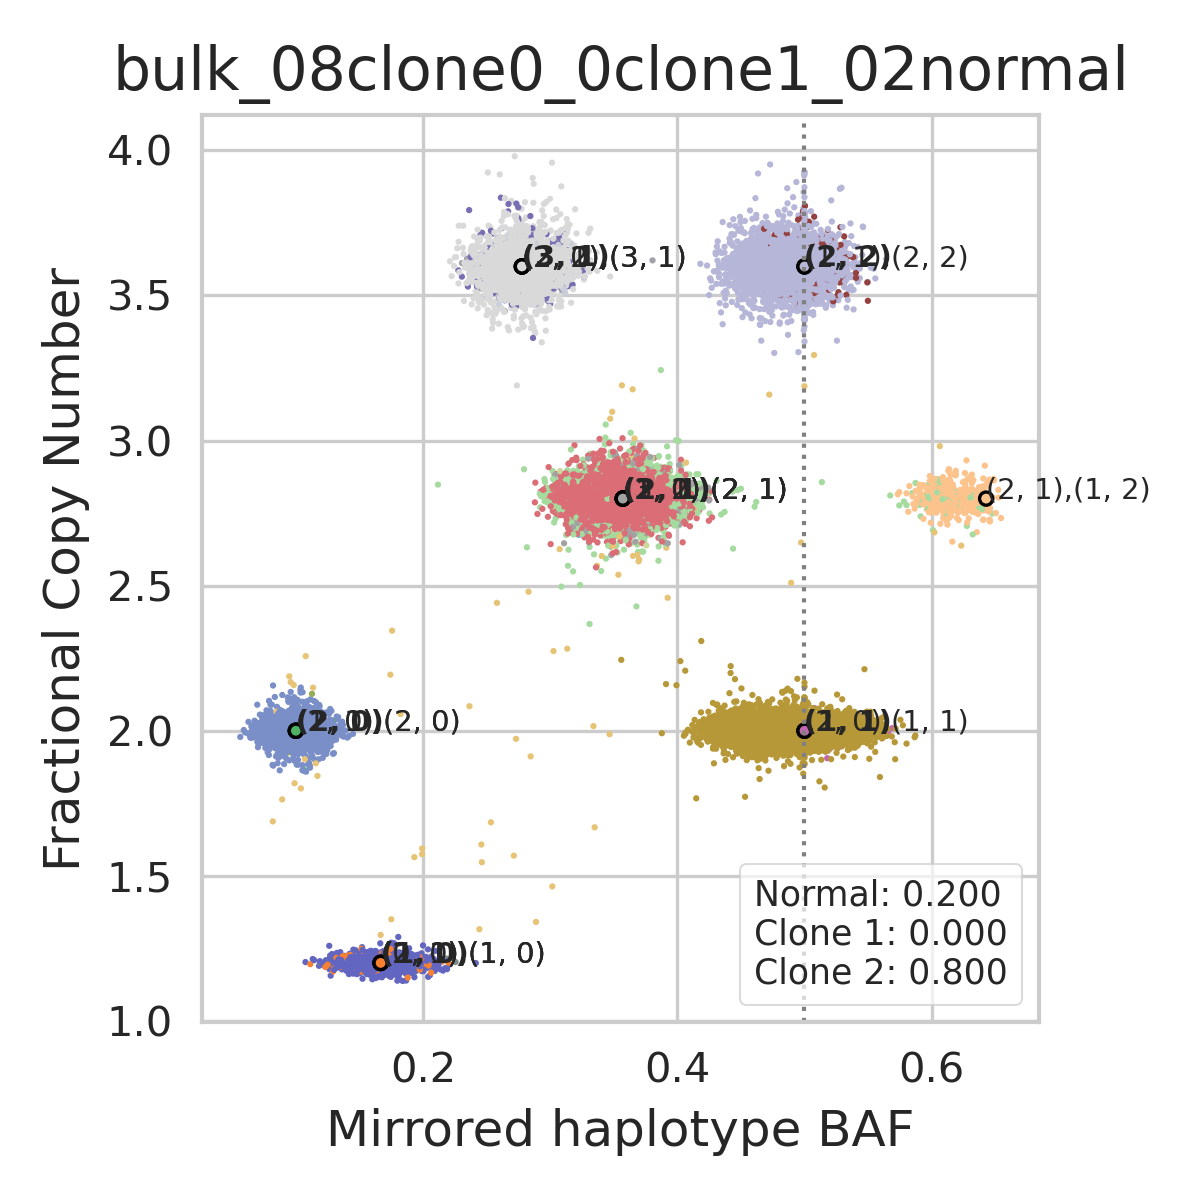 bulk_08clone0_0clone1_02normal
Fractional Copy Number
4.0
3.5
3.0
2.5
2.0
1.5
1.0
(3, 1)
(2, 2)
(2, 1)
(2, 1),(1, 2)
(2, 0)
(1, 1)
(1, 0)
Normal: 0.200
Clone 1: 0.000
Clone 2: 0.800
0.2
0.4
0.6
Mirrored haplotype BAF